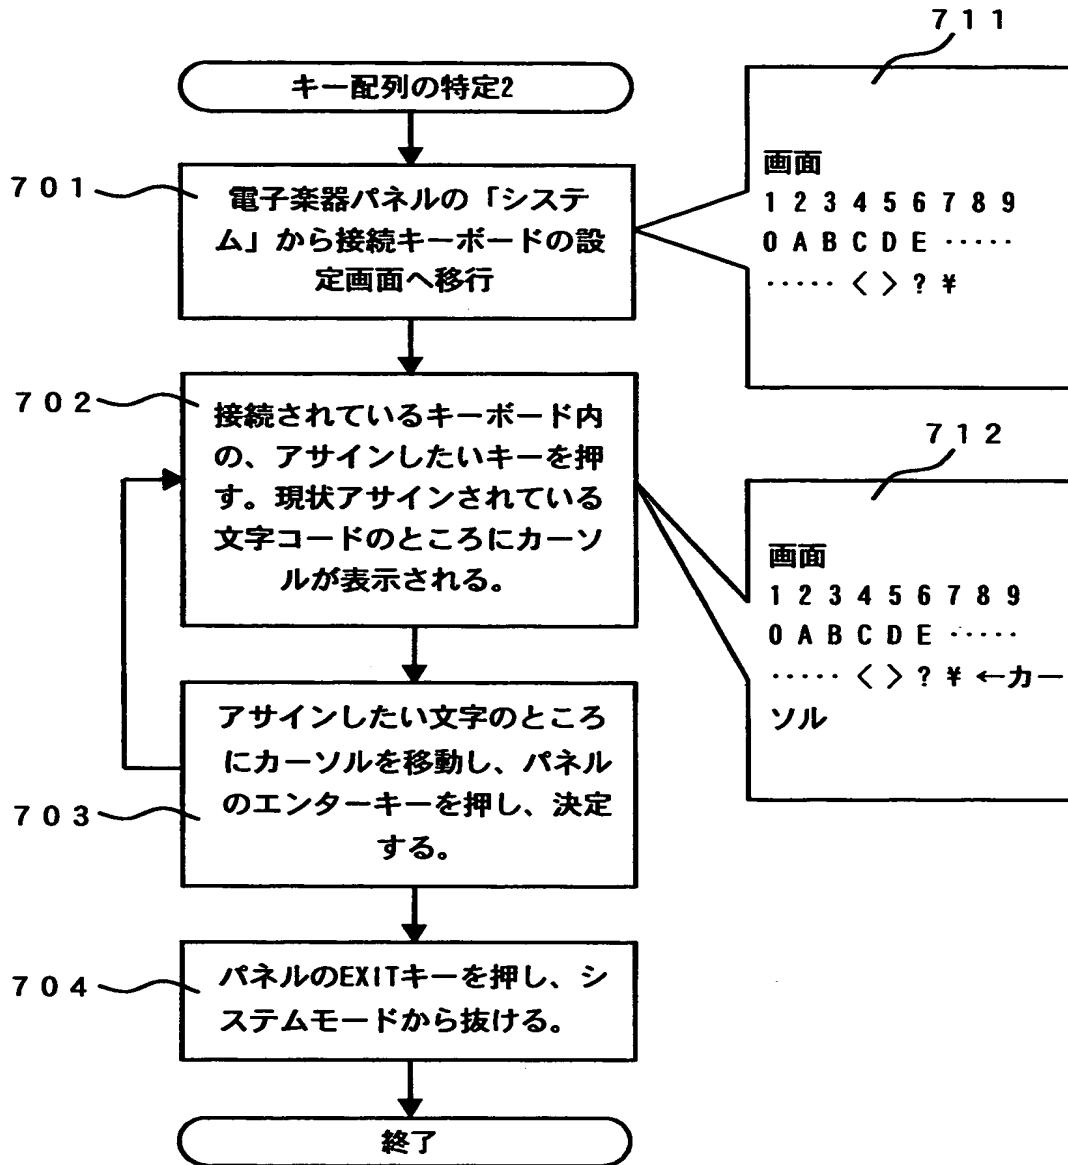 キー配列の特定2
701
電子楽器パネルの「システ
ム」から接続キーボードの設
定画面へ移行
711
画面
1 2 3 4 5 6 7 8 9
0 A B C D E ‥‥‥
‥‥‥ < > ? ¥
702
接続されているキーボード内
の、アサインしたいキーを押
す。現状アサインされている
文字コードのところにカーソ
ルが表示される。
712
画面
1 2 3 4 5 6 7 8 9
0 A B C D E ‥‥‥
‥‥‥ < > ? ¥ ←カー
ソル
703
アサインしたい文字のところ
にカーソルを移動し、パネル
のエンターキーを押し、決定
する。
704
パネルのEXITキーを押し、シ
ステムモードから抜ける。
終了